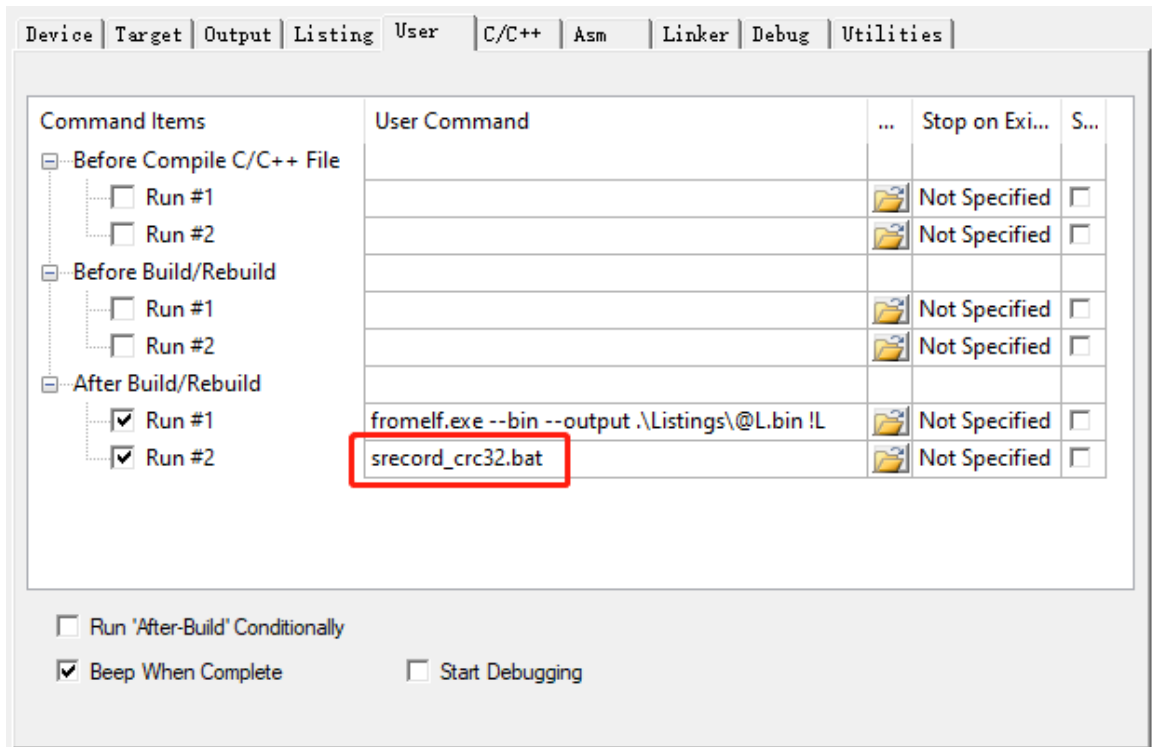 Device Target Output Listing User C/C++ Asm Linker Debug Utilities
Command Items User Command ... Stop on Exi... S...
Before Compile C/C++ File
Run #1 Not Specified
Run #2 Not Specified
Before Build/Rebuild
Run #1 Not Specified
Run #2 Not Specified
After Build/Rebuild
Run #1 fromelf.exe --bin --output .\Listings\@L.bin !L Not Specified
Run #2 srecord_crc32.bat Not Specified
Run 'After-Build' Conditionally
Beep When Complete Start Debugging